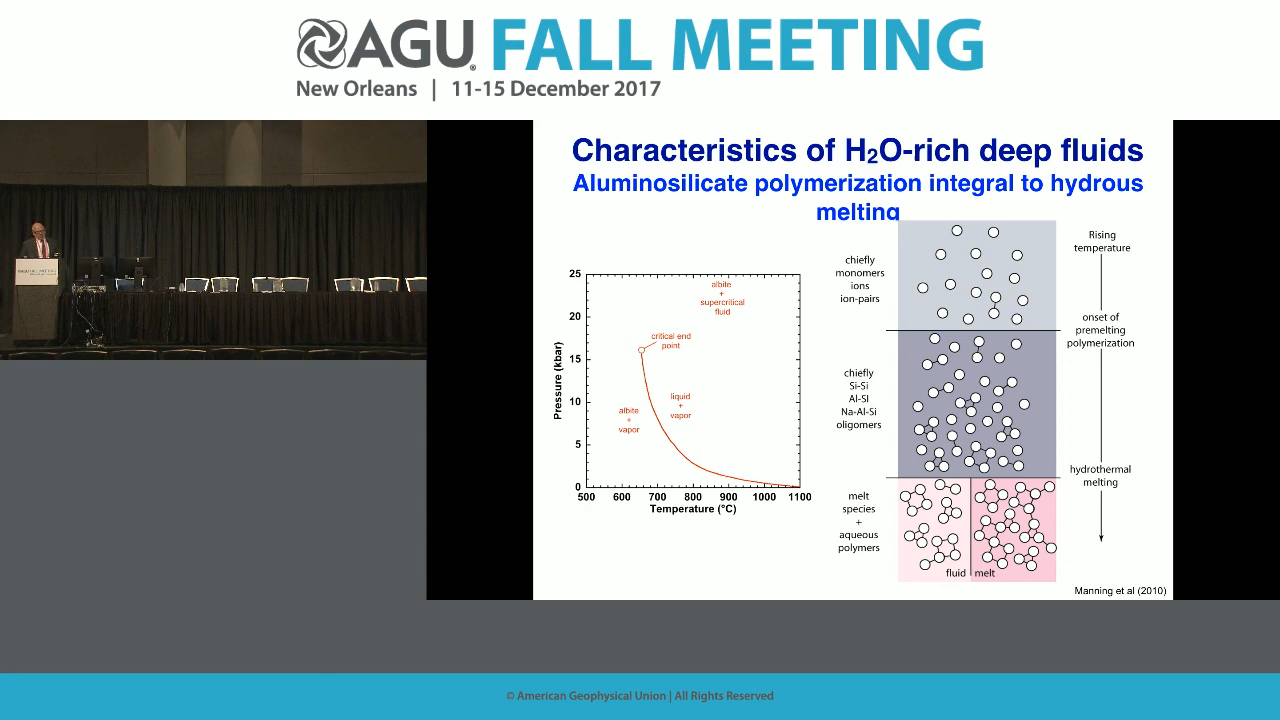 AGU FALL MEETING
New Orleans | 11-15 December 2017
AGU FALL MEETING
Characteristics of H₂O-rich deep fluids
Aluminosilicate polymerization integral to hydrous
melting
25
20
15
10
5
0
Pressure (kbar)
500 600 700 800 900 1000 1100
Temperature (°C)
albite
+
supercritical
fluid
critical end
point
liquid
+
vapor
albite
+
vapor
chiefly
monomers
ions
ion-pairs
chiefly
Si-Si
Al-SI
Na-Al-Si
oligomers
melt
species
+
aqueous
polymers
fluid melt
Rising
temperature
onset of
premelting
polymerization
hydrothermal
melting
Manning et al (2010)
© American Geophysical Union | All Rights Reserved